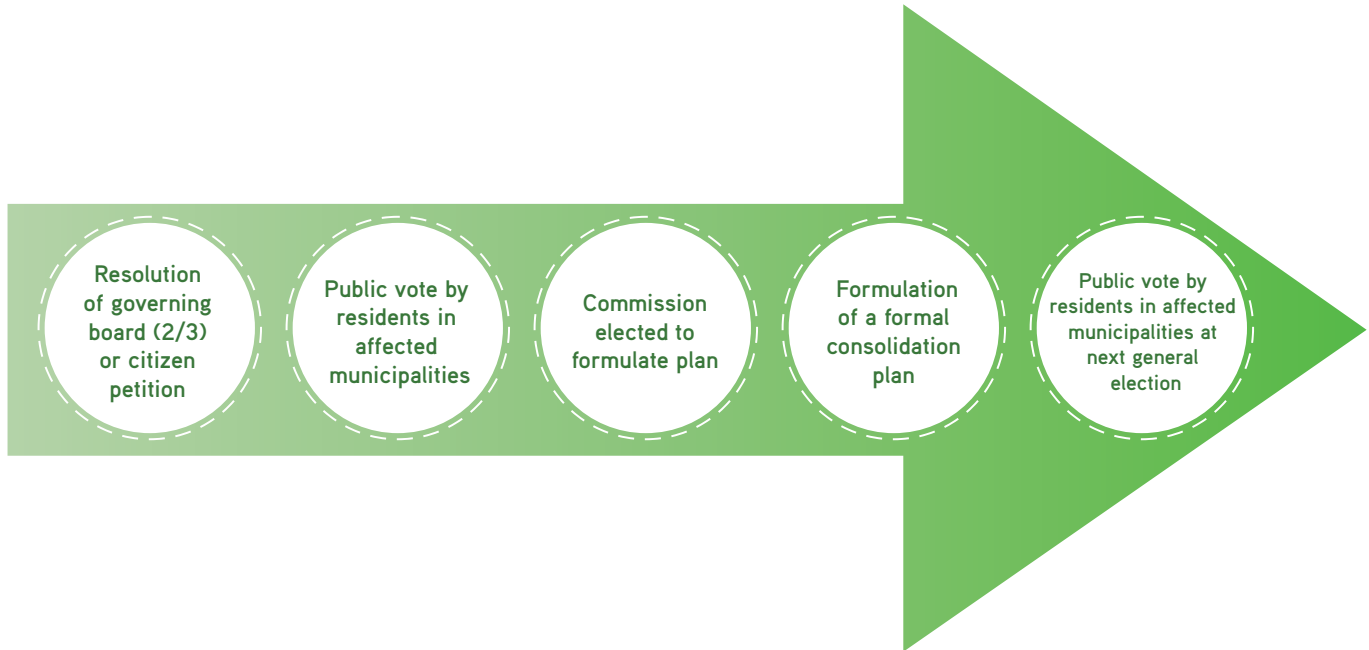 Resolution
of governing
board (2/3)
or citizen
petition
Public vote by
residents in
affected
municipalities
Commission
elected to
formulate plan
Formulation
of a formal
consolidation
plan
Public vote by
residents in affected
municipalities at
next general
election